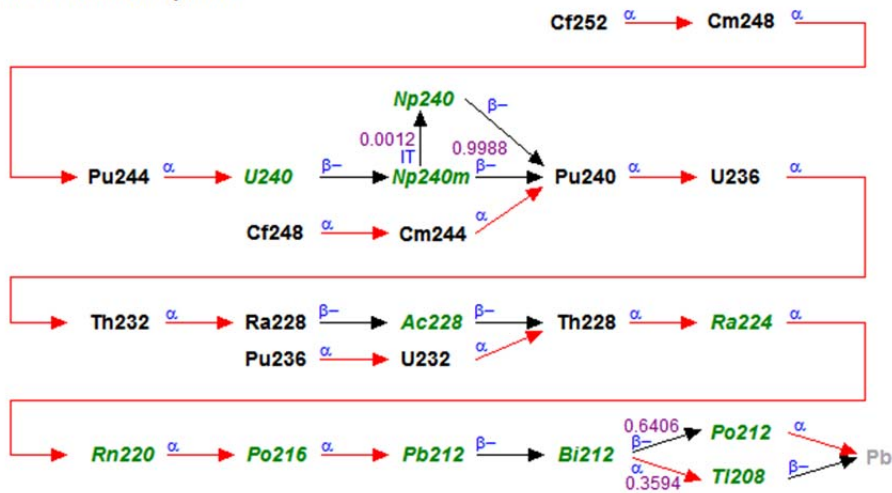 Cf252 α Cm248 α
Np240 β−
0.0012 IT 0.9988
Pu244 α U240 β− Np240m β− Pu240 α U236 α
Cf248 α Cm244 α
Th232 α Ra228 β− Ac228 β− Th228 α Ra224 α
Pu236 α U232 α
0.6406 β− Po212 α
Rn220 α Po216 α Pb212 β− Bi212 Pb
α 0.3594 Tl208 β−